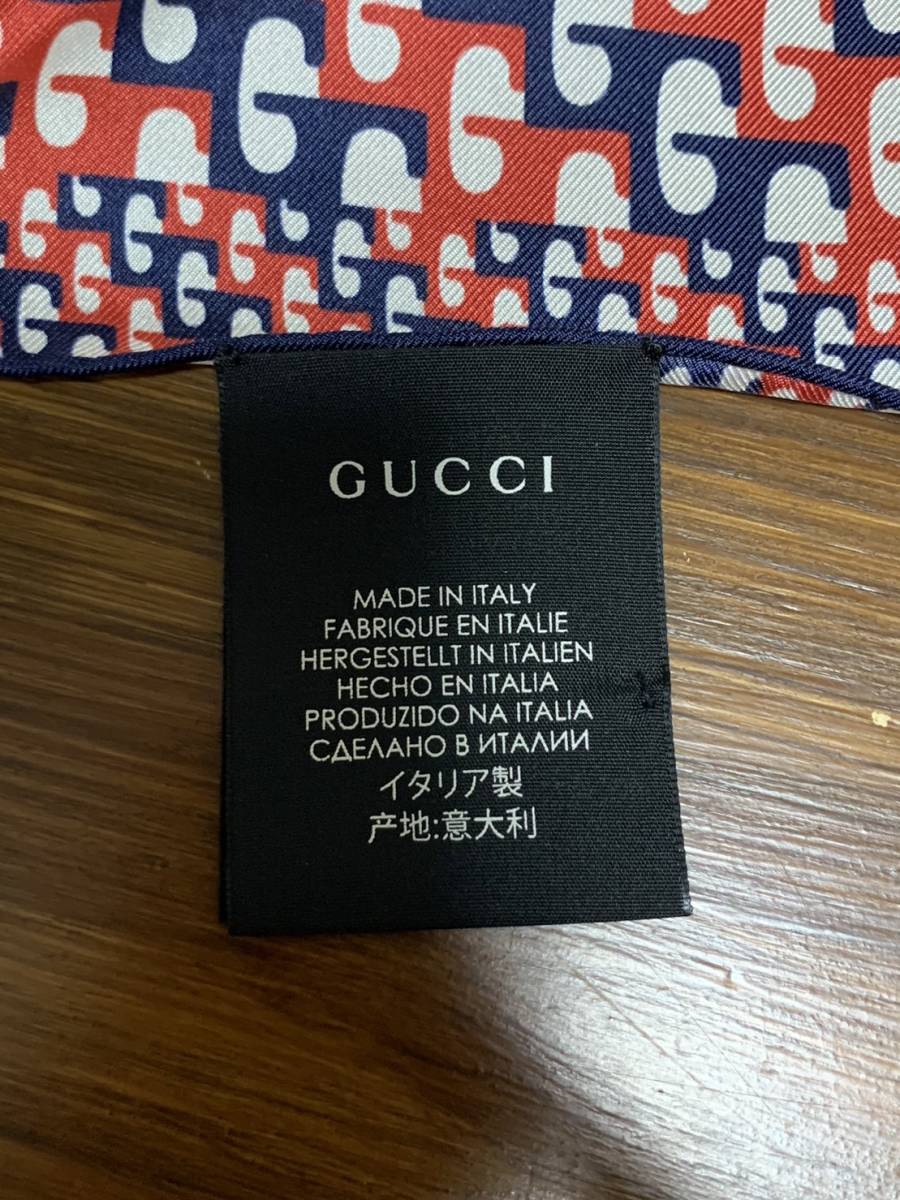 GUCCI
MADE IN ITALY
FABRIQUE EN ITALIE
HERGESTELLT IN ITALIEN
HECHO EN ITALIA
PRODUZIDO NA ITALIA
СДЕЛАНО В ИТАЛИИ
イタリア製
产地:意大利